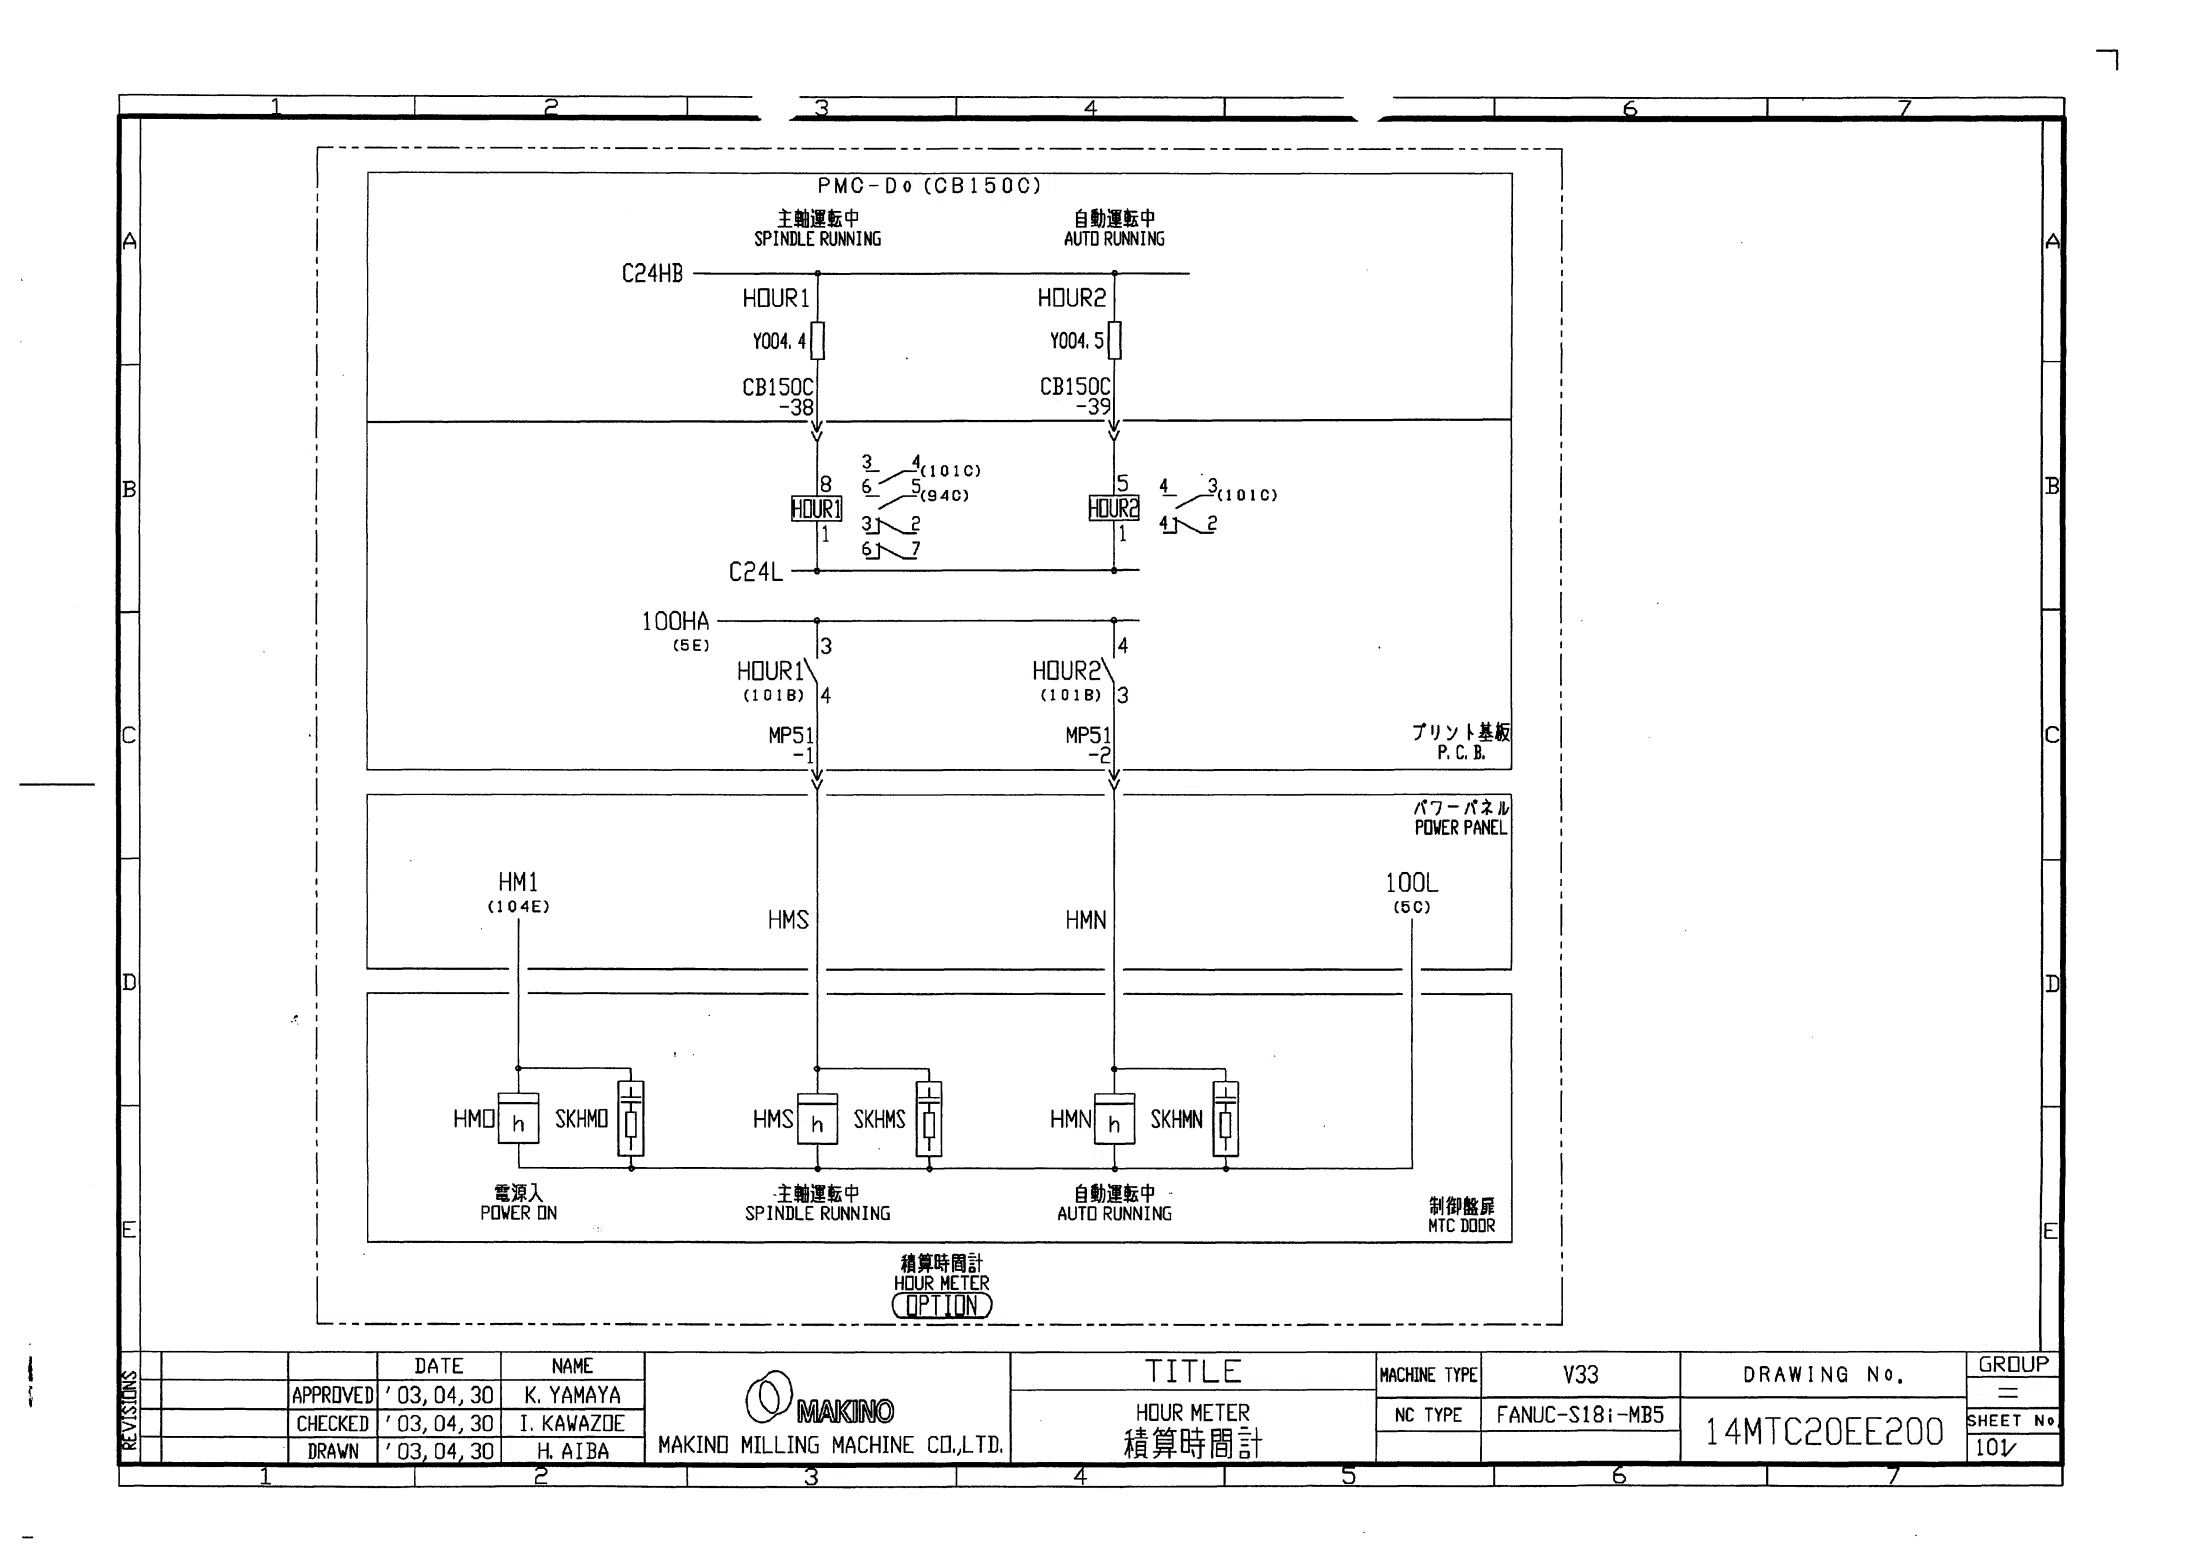 1 2 3 4 6 7
PMC-Do (CB150C)
主軸運転中
SPINDLE RUNNING
自動運転中
AUTO RUNNING
A
A
C24HB
HOUR1
HOUR2
Y004.4
Y004.5
CB150C
-38
CB150C
-39
B
B
3 4 (101C)
6 5 (94C)
3 2
6 7
8
HOUR1
1
5
HOUR2
1
4 3 (101C)
4 2
C24L
100HA
(5E)
3
HOUR1
(101B) 4
4
HOUR2
(101B) 3
C
C
MP51
-1
MP51
-2
プリント基板
P.C.B.
パワーパネル
POWER PANEL
HM1
(104E)
HMS
HMN
100L
(5C)
D
D
HMO h SKHMO
HMS h SKHMS
HMN h SKHMN
電源入
POWER ON
主軸運転中
SPINDLE RUNNING
自動運転中
AUTO RUNNING
制御盤扉
MTC DOOR
E
E
積算時間計
HOUR METER
OPTION
REVISIONS
DATE NAME
APPROVED '03,04,30 K. YAMAYA
CHECKED '03,04,30 I. KAWAZOE
DRAWN '03,04,30 H. AIBA
MAKINO
MAKINO MILLING MACHINE CO.,LTD.
TITLE
HOUR METER
積算時間計
MACHINE TYPE V33
NC TYPE FANUC-S18i-MB5
DRAWING No.
14MTC20EE200
GROUP
=
SHEET No.
101/
1 2 3 4 5 6 7